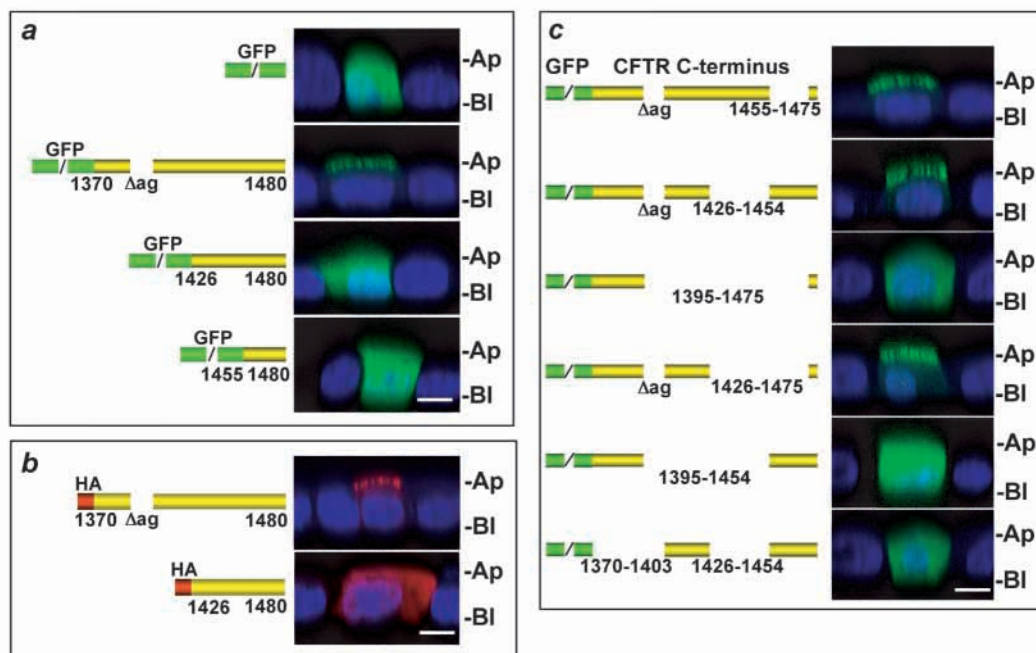 a
GFP
-Ap
-Bl
GFP
1370 Δag 1480
-Ap
-Bl
GFP
1426 1480
-Ap
-Bl
GFP
1455 1480
-Ap
-Bl
b
HA
1370 Δag 1480
-Ap
-Bl
HA
1426 1480
-Ap
-Bl
c
GFP CFTR C-terminus
Δag 1455-1475
-Ap
-Bl
Δag 1426-1454
-Ap
-Bl
1395-1475
-Ap
-Bl
Δag 1426-1475
-Ap
-Bl
1395-1454
-Ap
-Bl
1370-1403 1426-1454
-Ap
-Bl